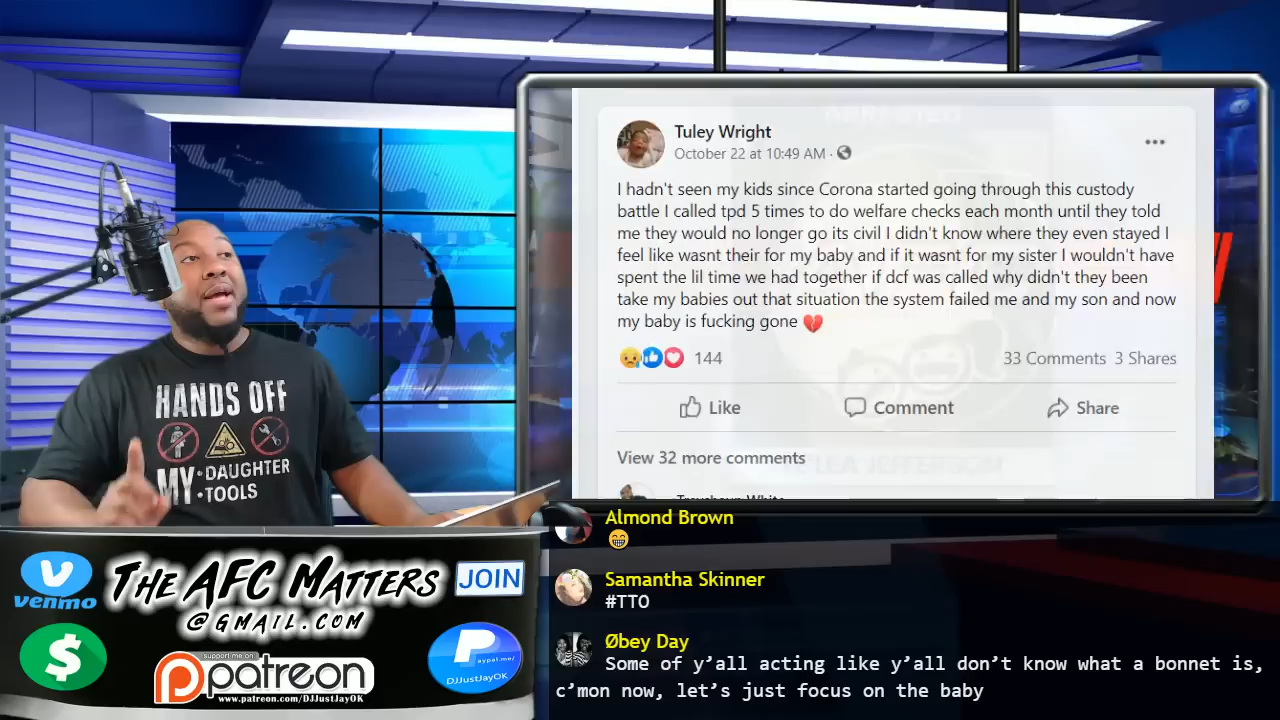 Tuley Wright
October 22 at 10:49 AM ·
I hadn't seen my kids since Corona started going through this custody
battle I called tpd 5 times to do welfare checks each month until they told
me they would no longer go its civil I didn't know where they even stayed I
feel like wasnt their for my baby and if it wasnt for my sister I wouldn't have
spent the lil time we had together if dcf was called why didn't they been
take my babies out that situation the system failed me and my son and now
my baby is fucking gone 💔
144
33 Comments 3 Shares
Like
Comment
Share
View 32 more comments
HANDS OFF
MY • DAUGHTER
• TOOLS
Almond Brown
😁
Samantha Skinner
#TTO
Øbey Day
Some of y’all acting like y’all don’t know what a bonnet is,
c’mon now, let’s just focus on the baby
venmo
THE AFC MATTERS
@GMAIL.COM
JOIN
$
support me on
patreon
www.patreon.com/DJJustJayOK
Paypal.me/
DJJustJayOK